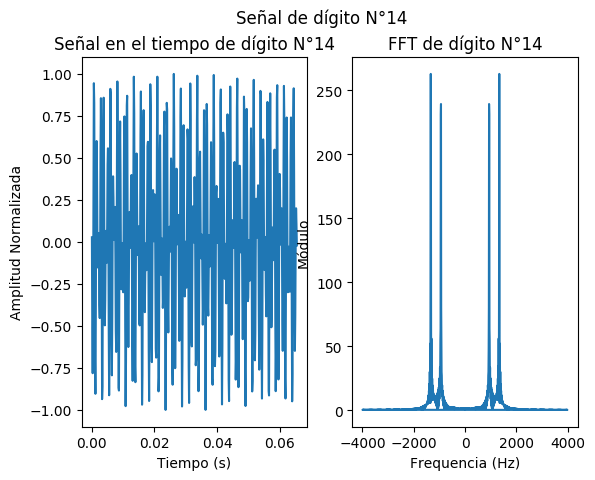 Señal de dígito N°14
Señal en el tiempo de dígito N°14
1.00
0.75
0.50
0.25
0.00
−0.25
−0.50
−0.75
−1.00
Amplitud Normalizada
0.00 0.02 0.04 0.06
Tiempo (s)
FFT de dígito N°14
250
200
150
100
50
0
Módulo
−4000 −2000 0 2000 4000
Frequencia (Hz)